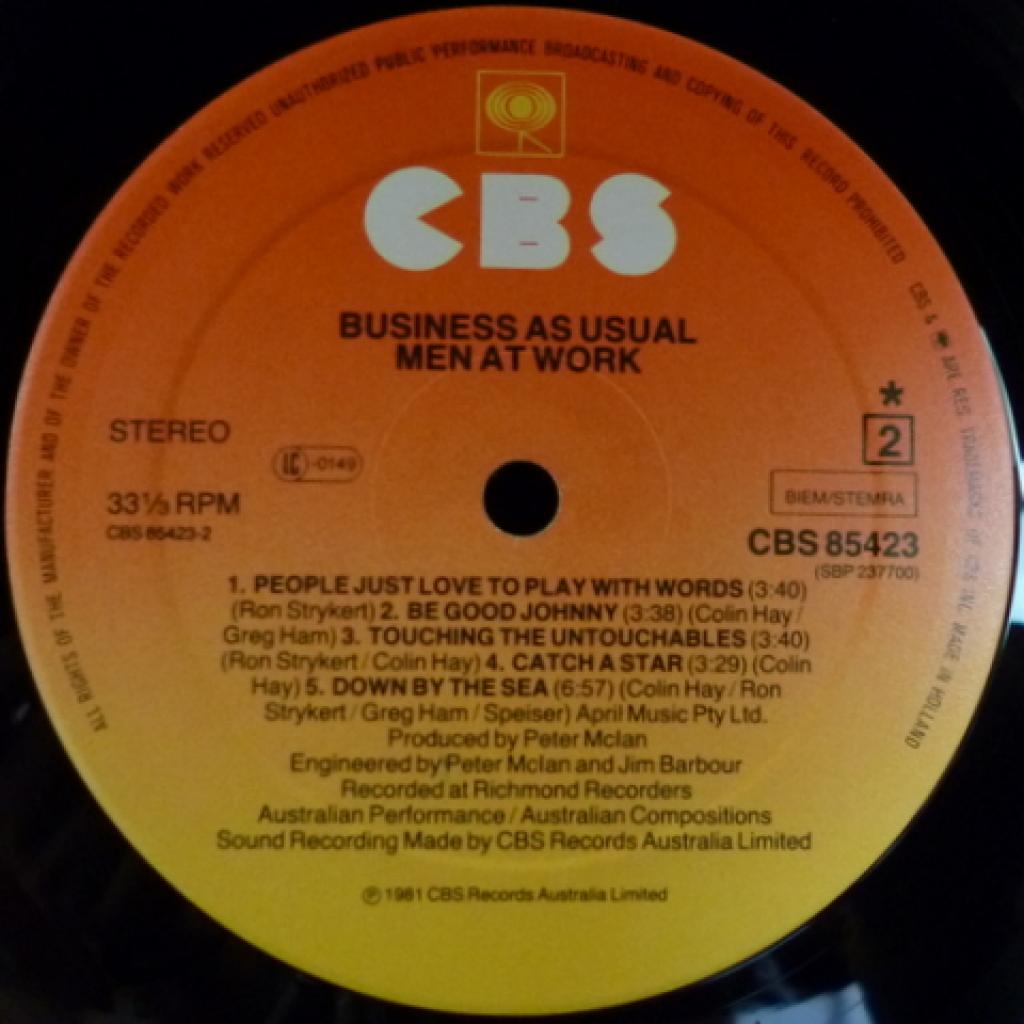 ALL RIGHTS OF THE MANUFACTURER AND OF THE OWNER OF THE RECORDED WORK RESERVED UNAUTHORIZED PUBLIC PERFORMANCE BROADCASTING AND COPYING OF THIS RECORD PROHIBITED
CBS & ARE REG. TRADEMARKS OF CBS INC. MADE IN HOLLAND
CBS
BUSINESS AS USUAL
MEN AT WORK
STEREO
LC-0149
33⅓ RPM
CBS 85423-2
*
2
BIEM/STEMRA
CBS 85423
(SBP 237700)
1. PEOPLE JUST LOVE TO PLAY WITH WORDS (3:40)
(Ron Strykert) 2. BE GOOD JOHNNY (3:38) (Colin Hay /
Greg Ham) 3. TOUCHING THE UNTOUCHABLES (3:40)
(Ron Strykert / Colin Hay) 4. CATCH A STAR (3:29) (Colin
Hay) 5. DOWN BY THE SEA (6:57) (Colin Hay / Ron
Strykert / Greg Ham / Speiser) April Music Pty Ltd.
Produced by Peter McIan
Engineered by Peter McIan and Jim Barbour
Recorded at Richmond Recorders
Australian Performance / Australian Compositions
Sound Recording Made by CBS Records Australia Limited
℗ 1981 CBS Records Australia Limited